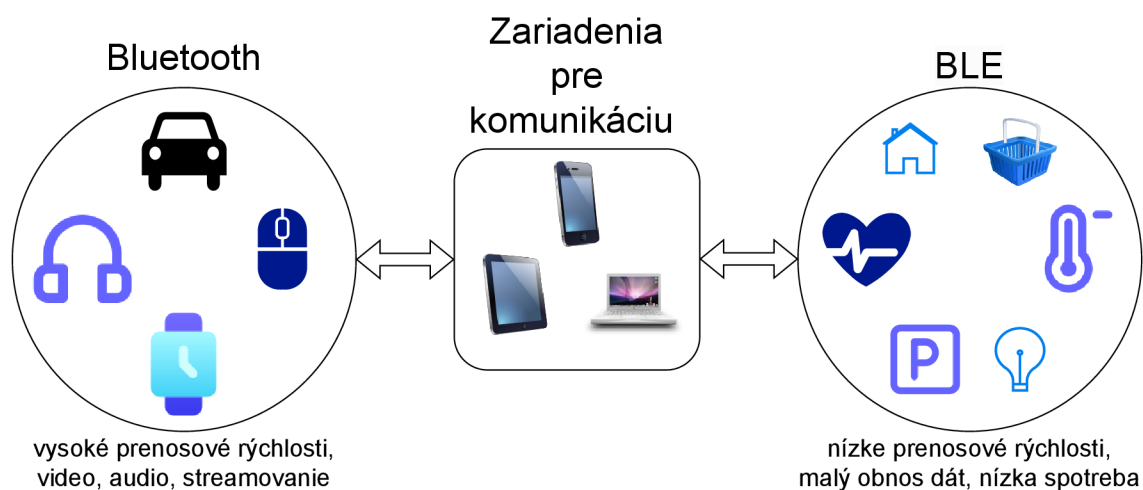 Bluetooth
Zariadenia
pre
komunikáciu
BLE
P
vysoké prenosové rýchlosti,
video, audio, streamovanie
nízke prenosové rýchlosti,
malý obnos dát, nízka spotreba